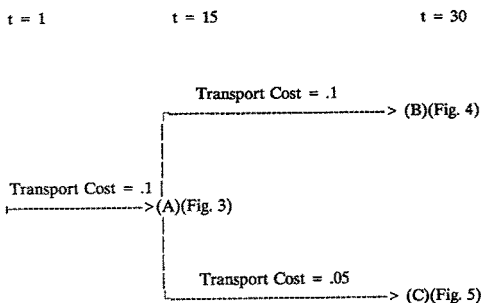 t = 1 t = 15 t = 30
Transport Cost = .1
(B)(Fig. 4)
Transport Cost = .1
(A)(Fig. 3)
Transport Cost = .05
(C)(Fig. 5)